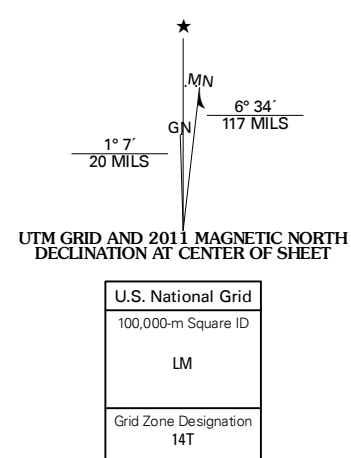 ★
MN
6° 34´
117 MILS
GN
1° 7´
20 MILS
UTM GRID AND 2011 MAGNETIC NORTH
DECLINATION AT CENTER OF SHEET
U.S. National Grid
100,000-m Square ID
LM
Grid Zone Designation
14T